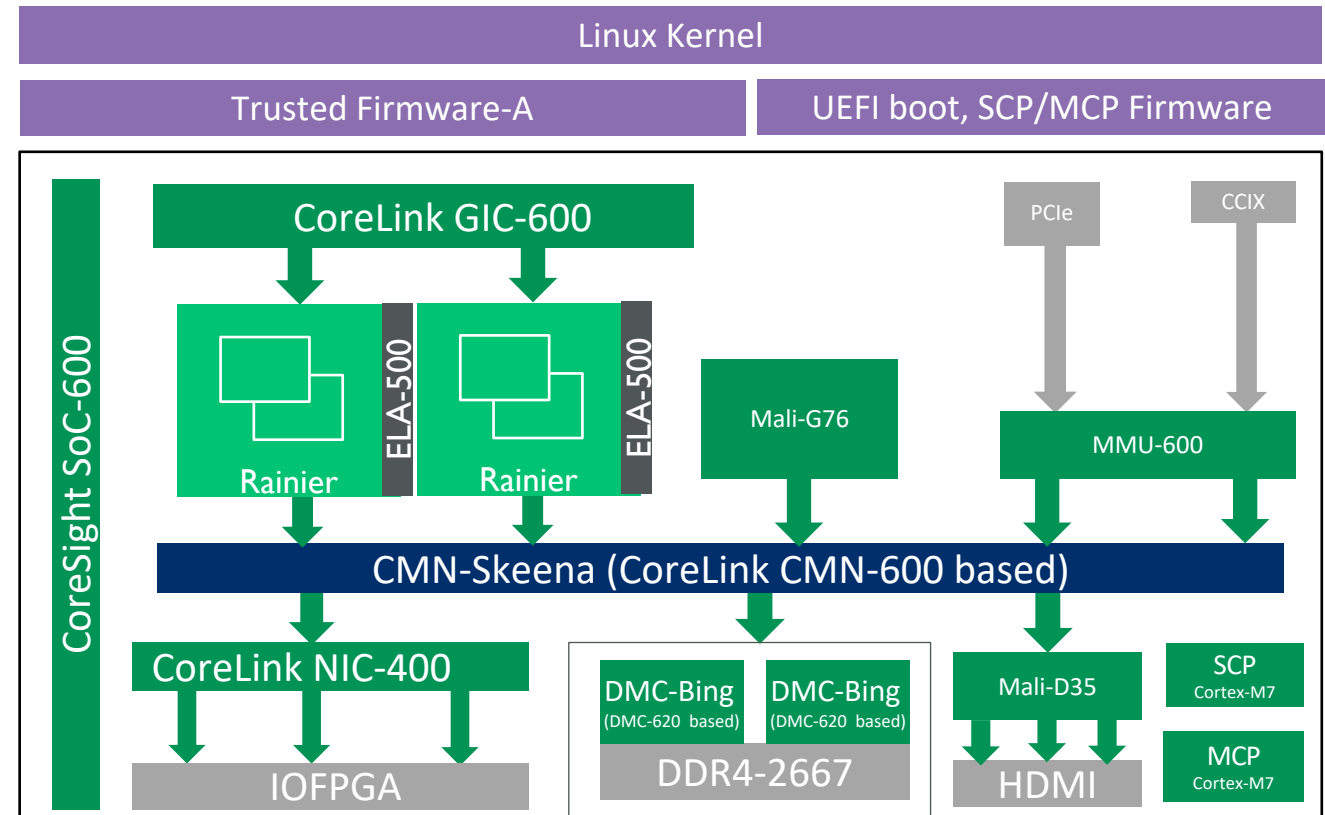 Linux Kernel
Trusted Firmware-A
UEFI boot, SCP/MCP Firmware
CoreSight SoC-600
CoreLink GIC-600
PCIe
CCIX
Rainier
ELA-500
Rainier
ELA-500
Mali-G76
MMU-600
CMN-Skeena (CoreLink CMN-600 based)
CoreLink NIC-400
IOFPGA
DMC-Bing
(DMC-620 based)
DMC-Bing
(DMC-620 based)
DDR4-2667
Mali-D35
HDMI
SCP
Cortex-M7
MCP
Cortex-M7